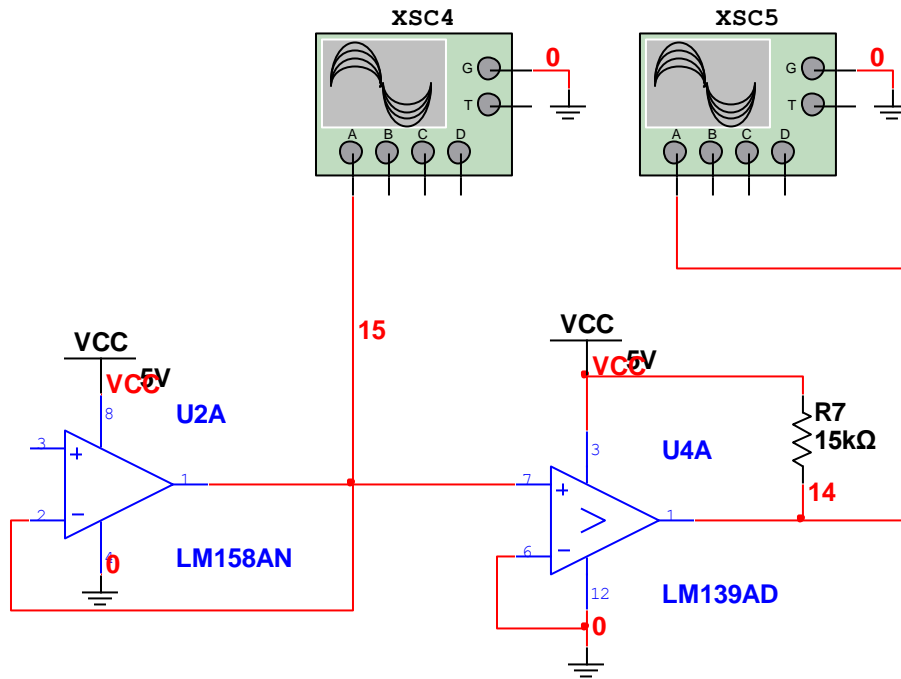 XSC4
XSC5
G
0
T
A
B
C
D
G
0
T
A
B
C
D
15
VCC
5V
VCC
8
U2A
3
+
1
2
−
4
0
LM158AN
VCC
5V
VCC
R7
15kΩ
3
U4A
14
7
+
>
1
6
−
12
0
LM139AD